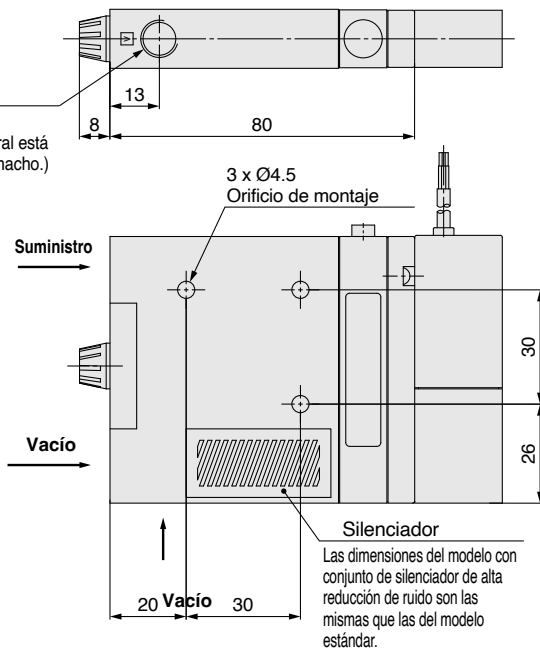 V
13
8
80
ral está
macho.)
3 x Ø4.5
Orificio de montaje
Suministro
30
Vacío
26
Silenciador
Las dimensiones del modelo con
conjunto de silenciador de alta
reducción de ruido son las
mismas que las del modelo
estándar.
20
Vacío
30